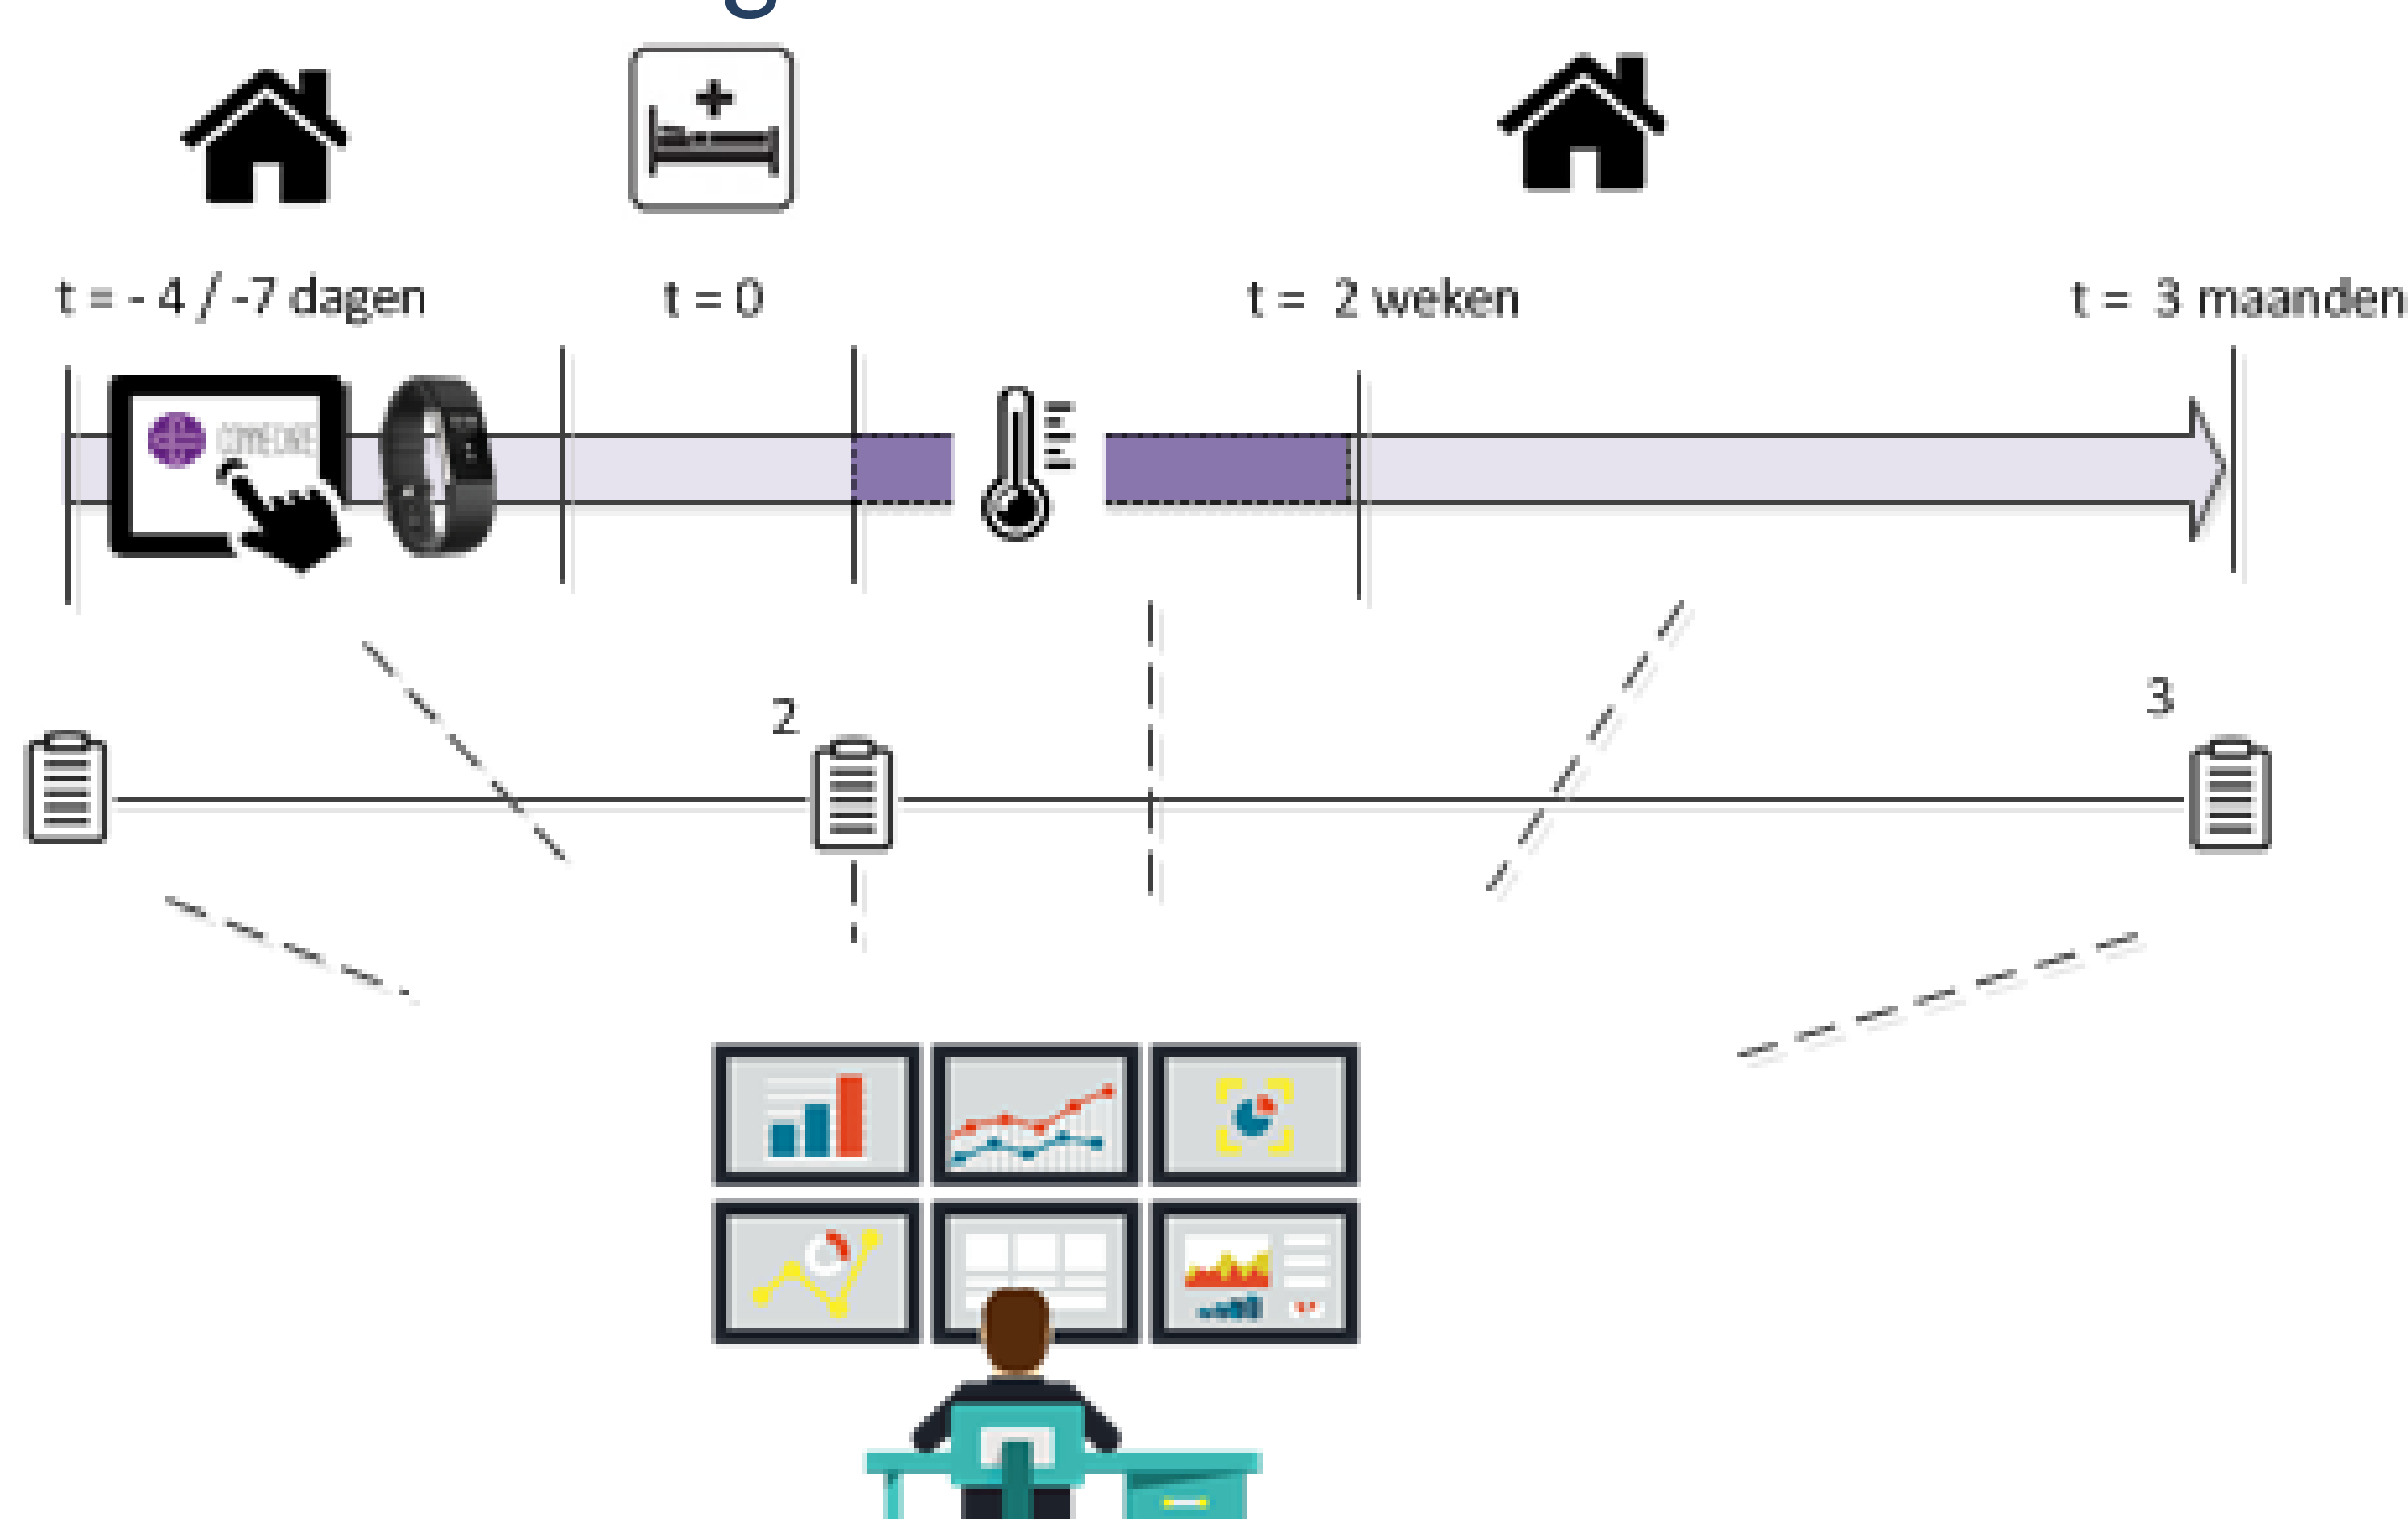 t = - 4 / -7 dagen
t = 0
t = 2 weken
t = 3 maanden
2
3